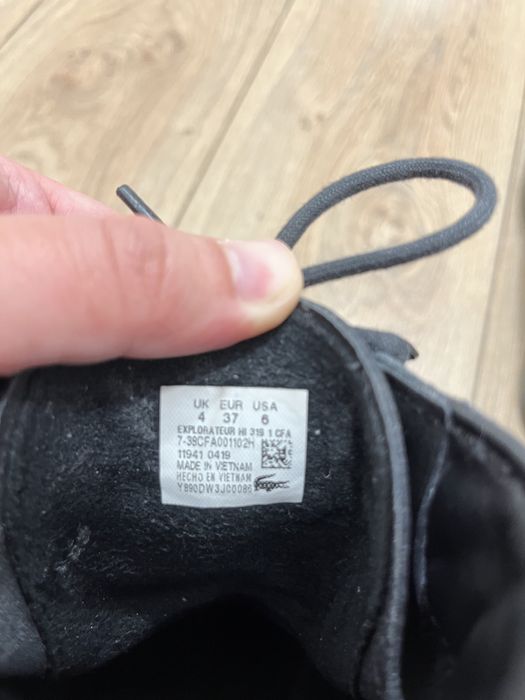 UK EUR USA
4 37 6
EXPLORATEUR HI 319 1 CFA
7-38CFA001102H
11941 0419
MADE IN VIETNAM
HECHO EN VIETNAM
Y890DW3JC0086